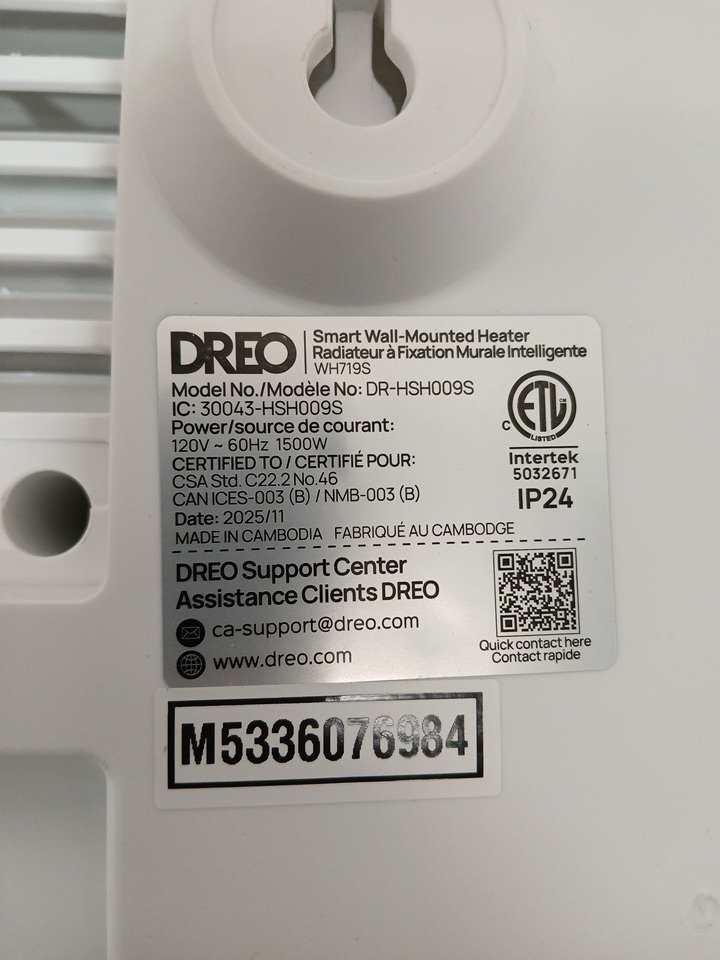 DREO
Smart Wall-Mounted Heater
Radiateur à Fixation Murale Intelligente
WH719S
Model No./Modèle No: DR-HSH009S
IC: 30043-HSH009S
Power/source de courant:
120V ~ 60Hz 1500W
CERTIFIED TO / CERTIFIÉ POUR:
CSA Std. C22.2 No.46
CAN ICES-003 (B) / NMB-003 (B)
Date: 2025/11
MADE IN CAMBODIA FABRIQUÉ AU CAMBODGE
ETL CM
C
LISTED
Intertek
5032671
IP24
DREO Support Center
Assistance Clients DREO
ca-support@dreo.com
www.dreo.com
Quick contact here
Contact rapide
M5336076984